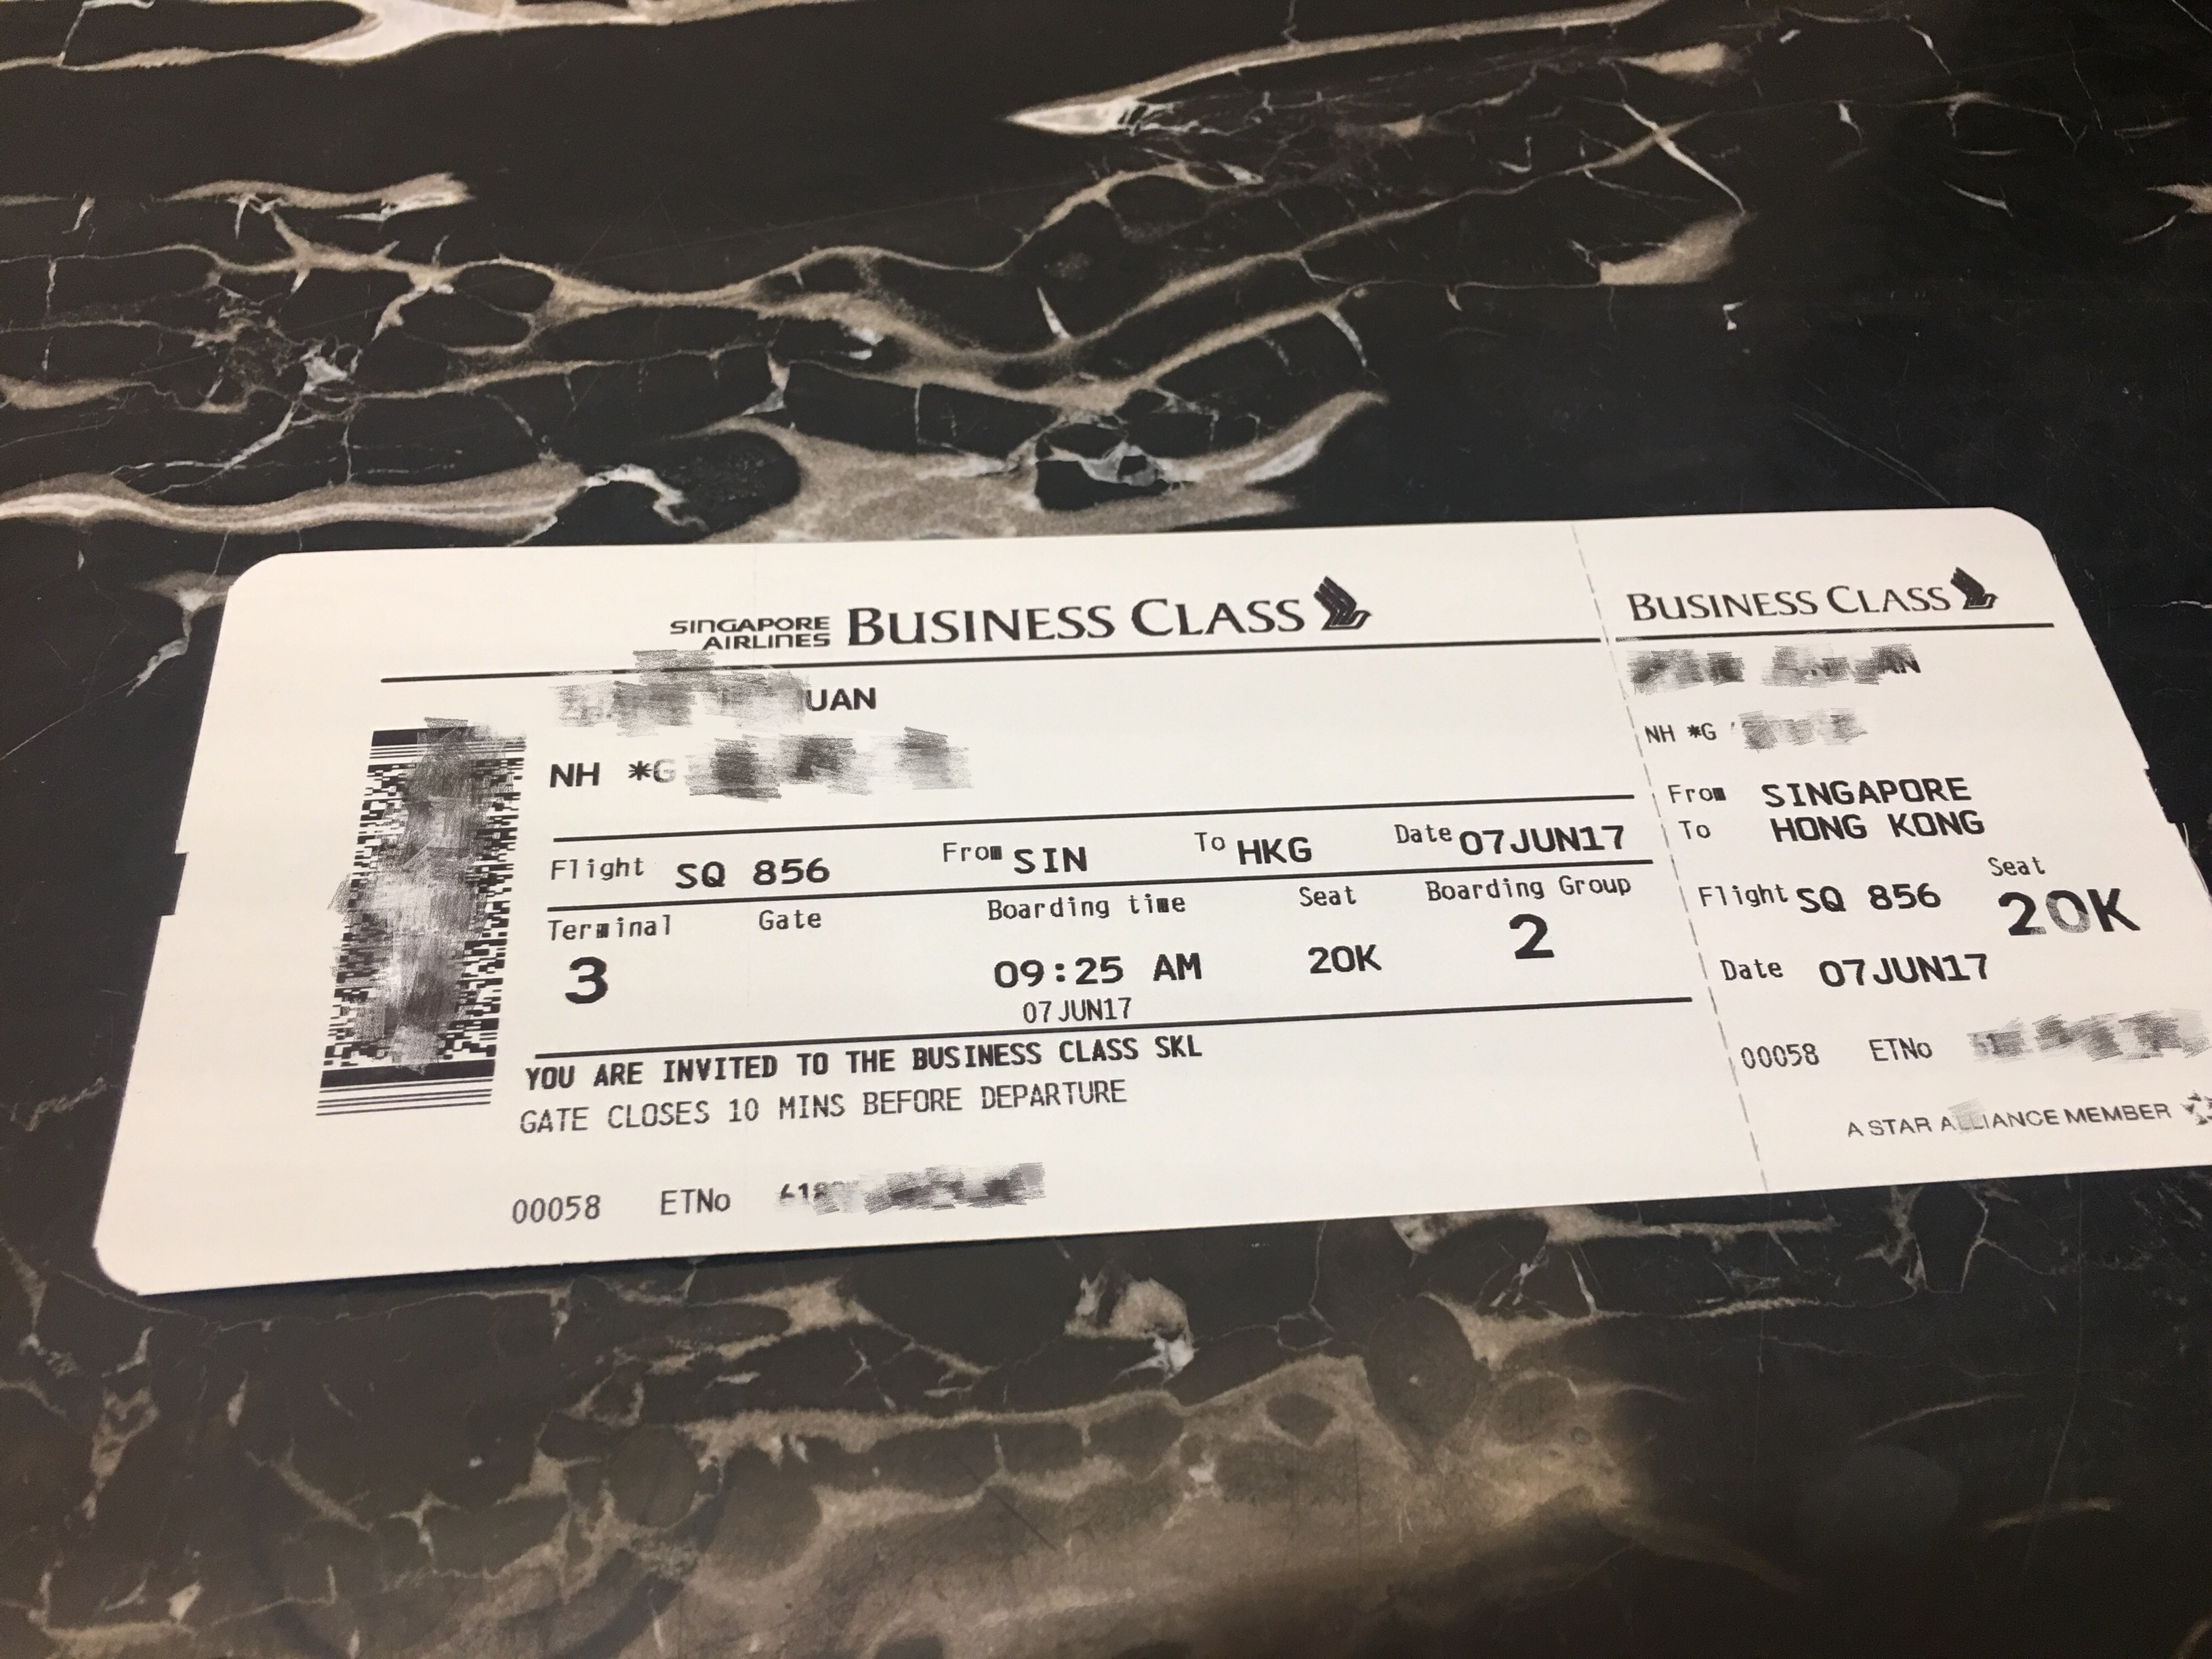 SINGAPORE
AIRLINES
BUSINESS CLASS
UAN
NH *G
Flight SQ 856 From SIN To HKG Date 07JUN17
Terminal Gate Boarding time Seat Boarding Group
3 09:25 AM 20K 2
07JUN17
YOU ARE INVITED TO THE BUSINESS CLASS SKL
GATE CLOSES 10 MINS BEFORE DEPARTURE
00058 ETNo
BUSINESS CLASS
NH *G
From SINGAPORE
To HONG KONG
Flight SQ 856 Seat 20K
Date 07JUN17
00058 ETNo
A STAR ALLIANCE MEMBER